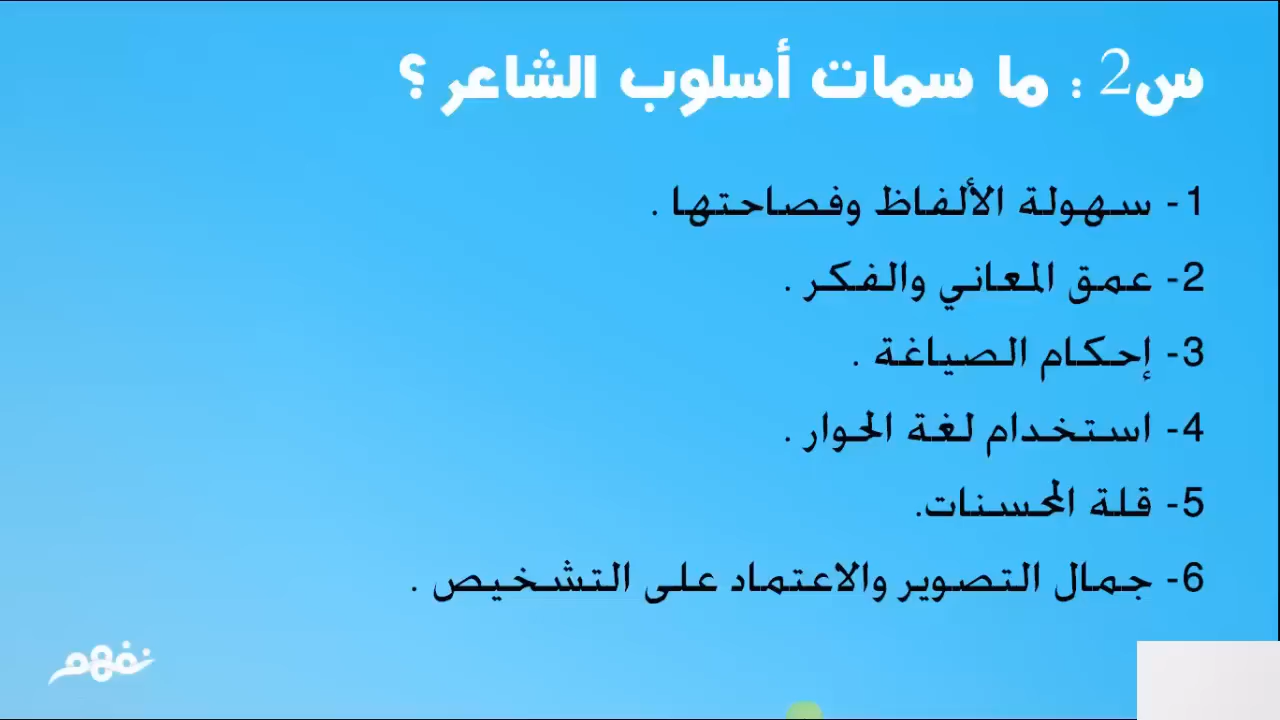 س2 : ما سمات أسلوب الشاعر ؟
1- سهولة الألفاظ وفصاحتها .
2- عمق المعاني والفكر .
3- إحكام الصياغة .
4- استخدام لغة الحوار .
5- قلة المحسنات.
6- جمال التصوير والاعتماد على التشخيص .
نفهم